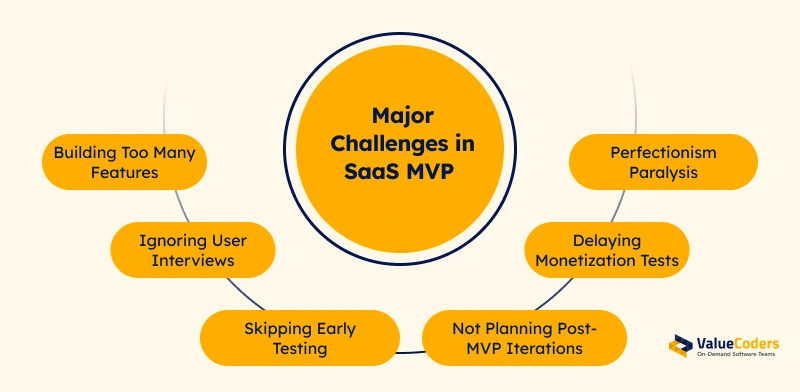 Major
Challenges in
SaaS MVP
Building Too Many
Features
Ignoring User
Interviews
Skipping Early
Testing
Not Planning Post-
MVP Iterations
Delaying
Monetization Tests
Perfectionism
Paralysis
ValueCoders
On-Demand Software Teams